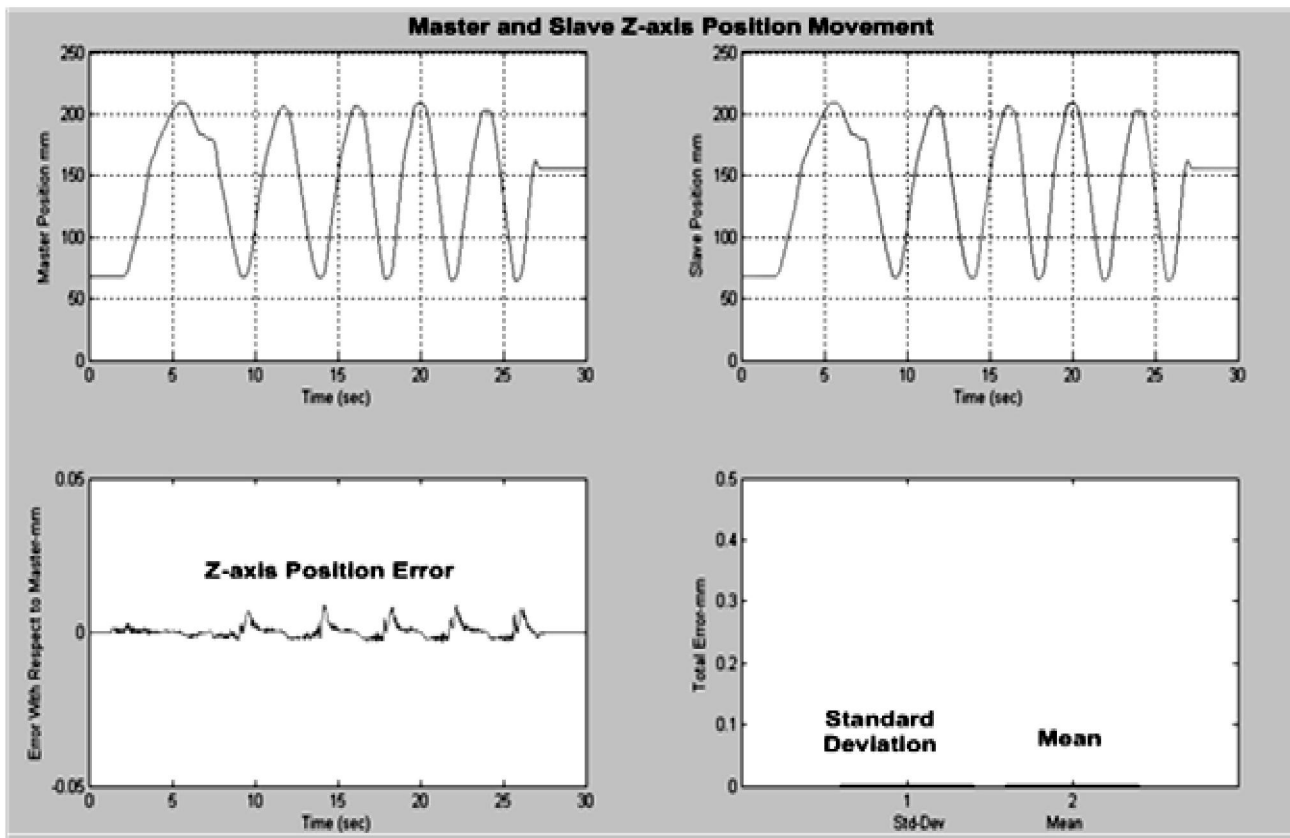 Master and Slave Z-axis Position Movement
250
200
150
100
50
0
Master Position mm
0 5 10 15 20 25 30
Time (sec)
250
200
150
100
50
0
Slave Position mm
0 5 10 15 20 25 30
Time (sec)
0.05
0
-0.05
Error With Respect to Master-mm
Z-axis Position Error
0 5 10 15 20 25 30
Time (sec)
0.5
0.4
0.3
0.2
0.1
0
Total Error-mm
Standard
Deviation
Mean
1 2
Std-Dev Mean